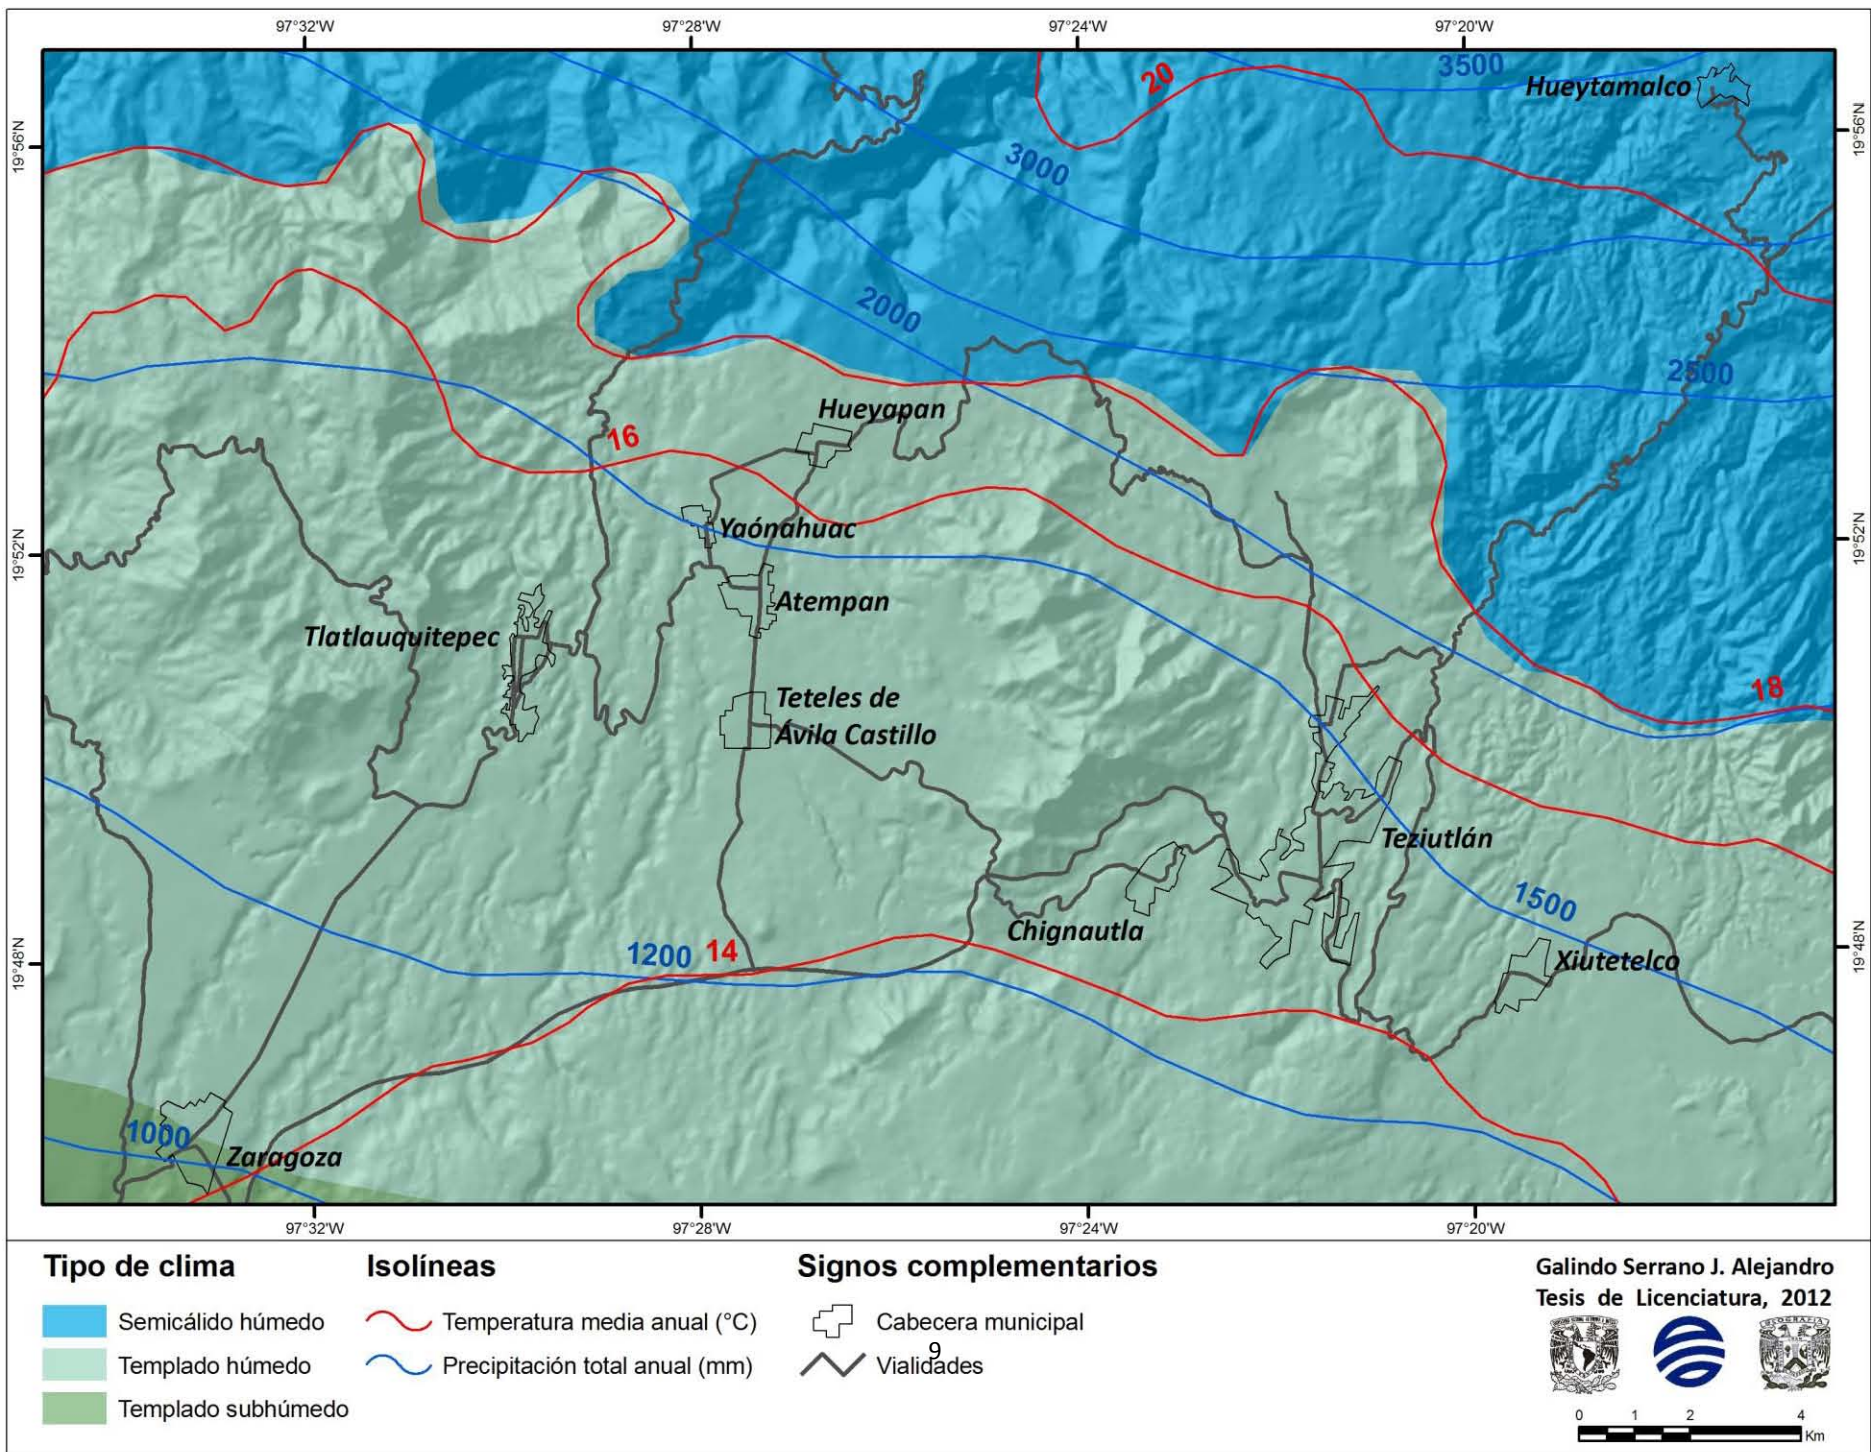 97°32'W
97°28'W
97°24'W
97°20'W
3500
20
Hueytamalco
19°56'N
19°56'N
3000
2000
2500
Hueyapan
16
Yaónahuac
19°52'N
19°52'N
Atempan
Tlatlauquitepec
18
Teteles de
Ávila Castillo
Teziutlán
1500
Chignautla
1200
14
19°48'N
19°48'N
Xiutetelco
1000
Zaragoza
97°32'W
97°28'W
97°24'W
97°20'W
Tipo de clima
Semicálido húmedo
Templado húmedo
Templado subhúmedo
Isolíneas
Temperatura media anual (°C)
Precipitación total anual (mm)
Signos complementarios
Cabecera municipal
9
Vialidades
Galindo Serrano J. Alejandro
Tesis de Licenciatura, 2012
0 1 2 4
Km